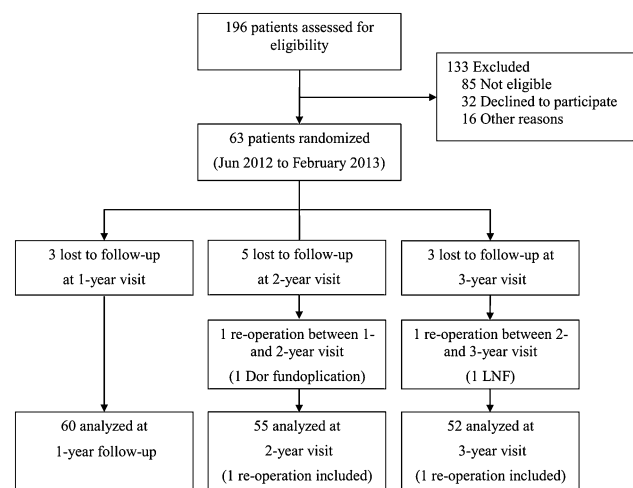 196 patients assessed for
eligibility
133 Excluded
85 Not eligible
32 Declined to participate
16 Other reasons
63 patients randomized
(Jun 2012 to February 2013)
3 lost to follow-up
at 1-year visit
5 lost to follow-up
at 2-year visit
3 lost to follow-up at
3-year visit
1 re-operation between 1-
and 2-year visit
(1 Dor fundoplication)
1 re-operation between 2-
and 3-year visit
(1 LNF)
60 analyzed at
1-year follow-up
55 analyzed at
2-year visit
(1 re-operation included)
52 analyzed at
3-year visit
(1 re-operation included)